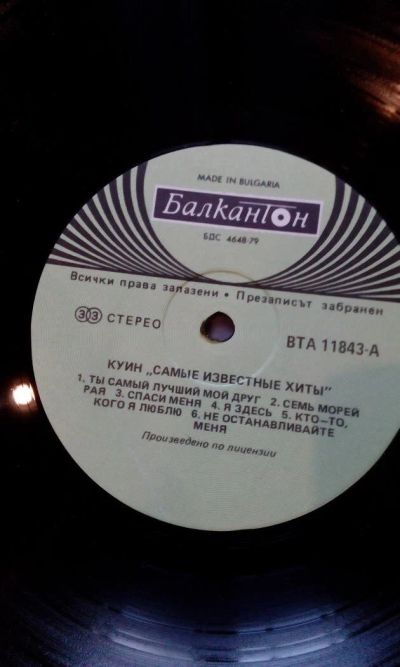 MADE IN BULGARIA
Балкантон
БДС 4648-79
Всички права запазени • Презаписът забранен
33 СТЕРЕО
ВТА 11843-А
КУИН „САМЫЕ ИЗВЕСТНЫЕ ХИТЫ"
1. ТЫ САМЫЙ ЛУЧШИЙ МОЙ ДРУГ 2. СЕМЬ МОРЕЙ
РАЯ 3. СПАСИ МЕНЯ 4. Я ЗДЕСЬ 5. КТО–ТО,
КОГО Я ЛЮБЛЮ 6. НЕ ОСТАНАВЛИВАЙТЕ
МЕНЯ
Произведено по лицензии